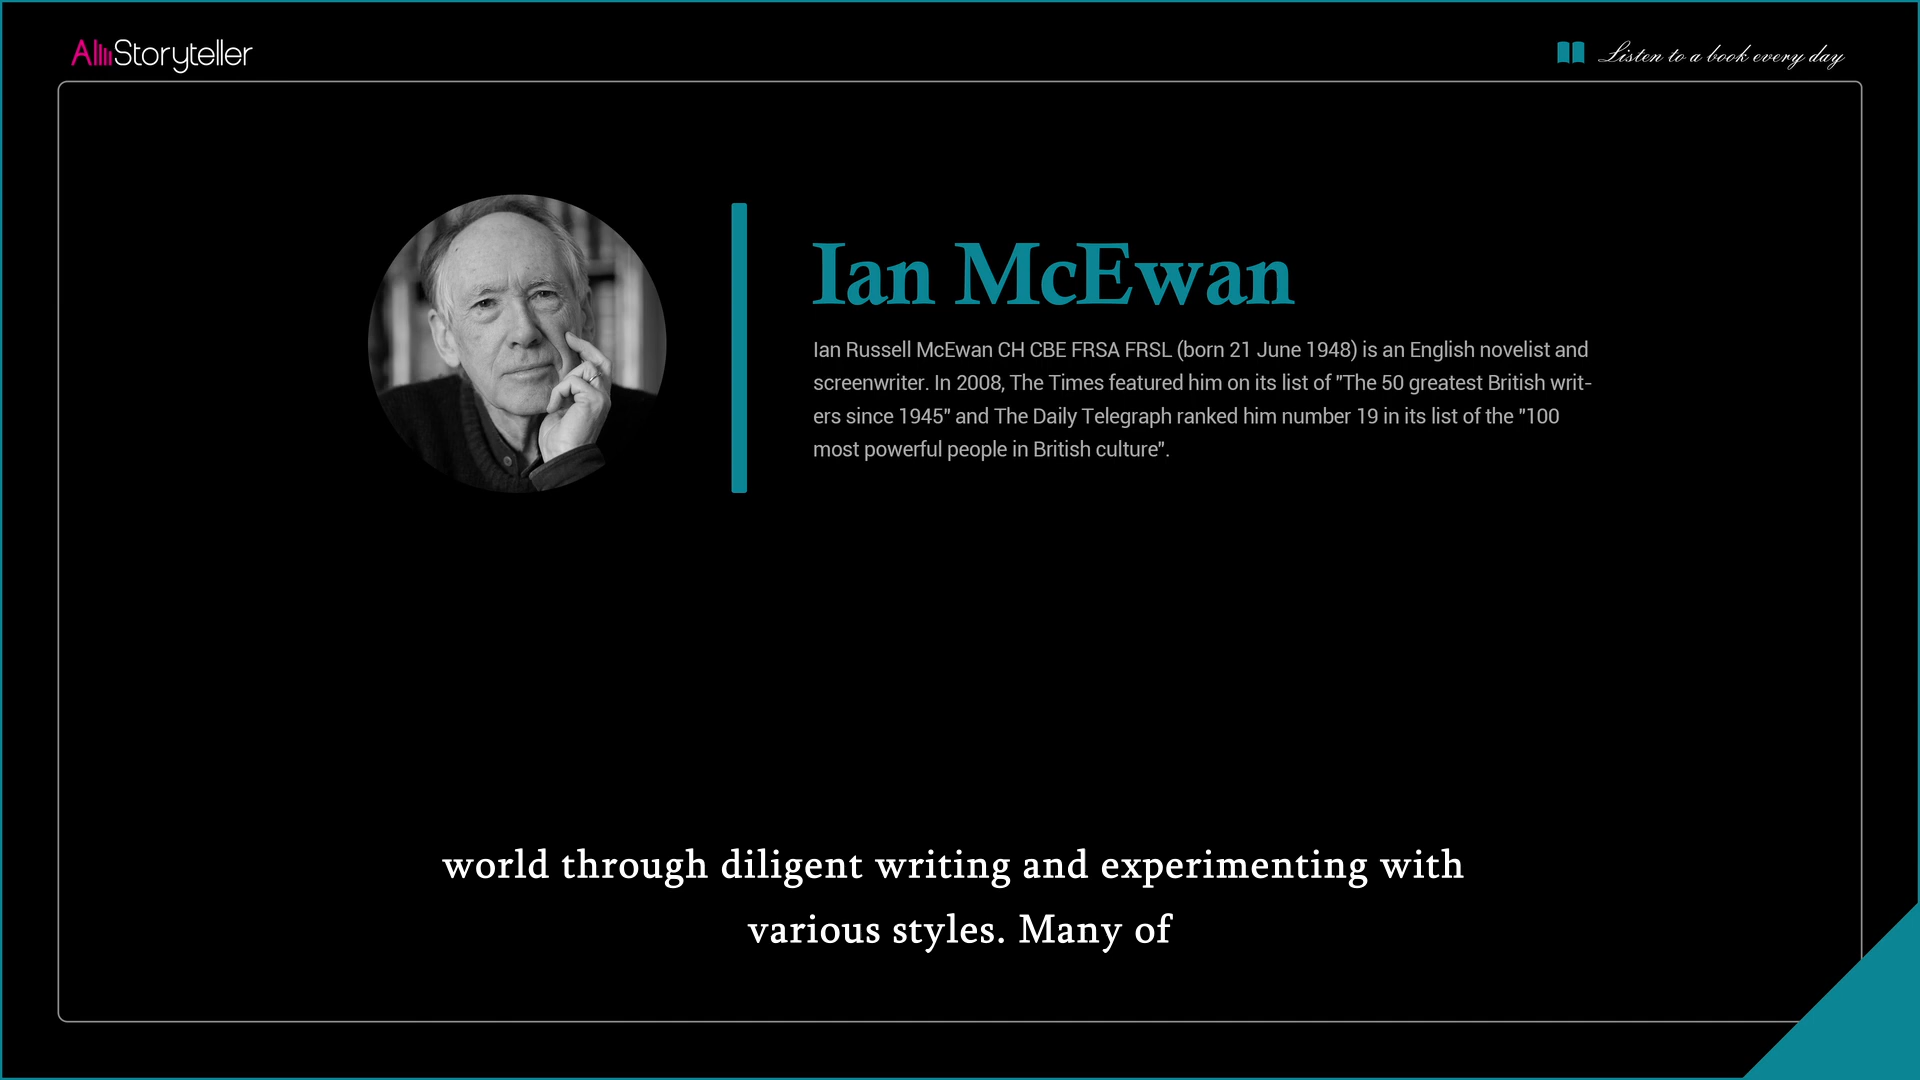 AllStoryteller
Listen to a book every day
Ian McEwan
Ian Russell McEwan CH CBE FRSA FRSL (born 21 June 1948) is an English novelist and
screenwriter. In 2008, The Times featured him on its list of "The 50 greatest British writ-
ers since 1945" and The Daily Telegraph ranked him number 19 in its list of the "100
most powerful people in British culture".
world through diligent writing and experimenting with
various styles. Many of